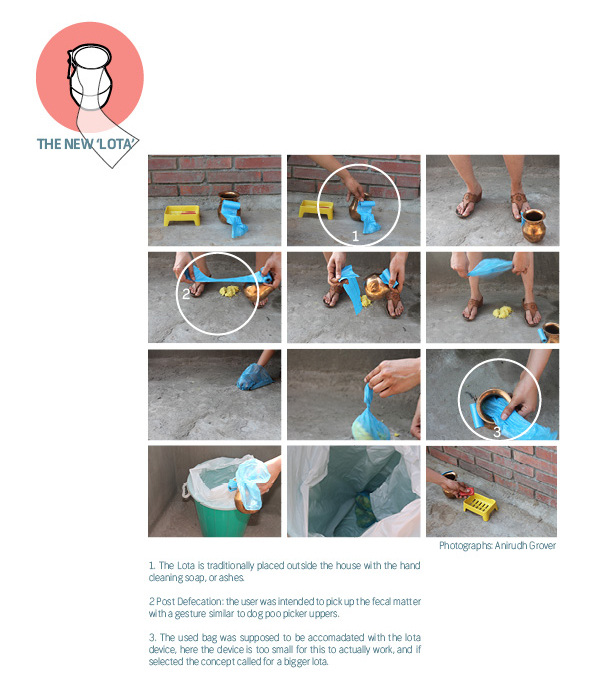 THE NEW 'LOTA'
1
2
3
Photographs: Anirudh Grover
1. The Lota is traditionally placed outside the house with the hand
cleaning soap, or ashes.
2 Post Defecation: the user was intended to pick up the fecal matter
with a gesture similar to dog poo picker uppers.
3. The used bag was supposed to be accomadated with the lota
device, here the device is too small for this to actually work, and if
selected the concept called for a bigger lota.